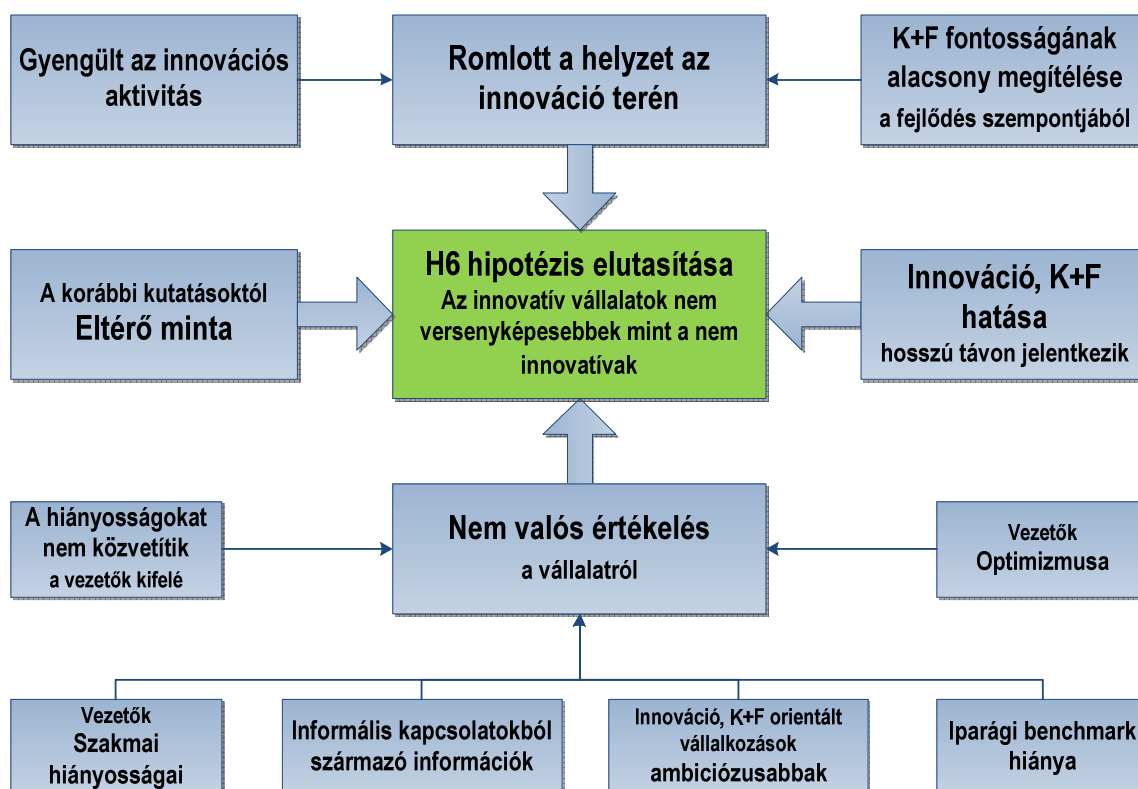 Gyengült az innovációs
aktivitás
Romlott a helyzet az
innováció terén
K+F fontosságának
alacsony megítélése
a fejlődés szempontjából
A korábbi kutatásoktól
Eltérő minta
H6 hipotézis elutasítása
Az innovatív vállalatok nem
versenyképesebbek mint a nem
innovatívak
Innováció, K+F
hatása
hosszú távon jelentkezik
A hiányosságokat
nem közvetítik
a vezetők kifelé
Nem valós értékelés
a vállalatról
Vezetők
Optimizmusa
Vezetők
Szakmai
hiányosságai
Informális kapcsolatokból
származó információk
Innováció, K+F orientált
vállalkozások
ambiciózusabbak
Iparági benchmark
hiánya